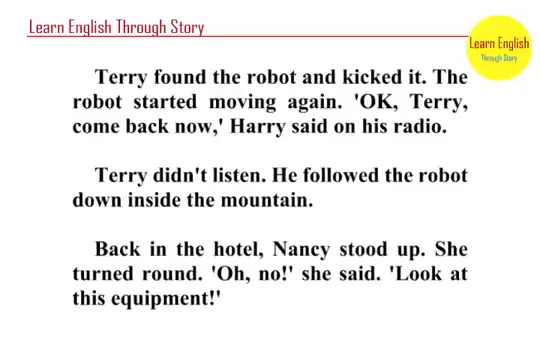 Learn English Through Story
Learn English
Through Story
Terry found the robot and kicked it. The
robot started moving again. 'OK, Terry,
come back now,' Harry said on his radio.
Terry didn't listen. He followed the robot
down inside the mountain.
Back in the hotel, Nancy stood up. She
turned round. 'Oh, no!' she said. 'Look at
this equipment!'